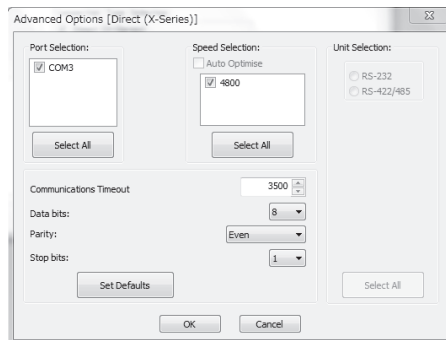 Advanced Options [Direct (X-Series)]
Port Selection:
COM3
Select All
Speed Selection:
Auto Optimise
4800
Select All
Unit Selection:
RS-232
RS-422/485
Select All
Communications Timeout 3500
Data bits: 8
Parity: Even
Stop bits: 1
Set Defaults
OK
Cancel